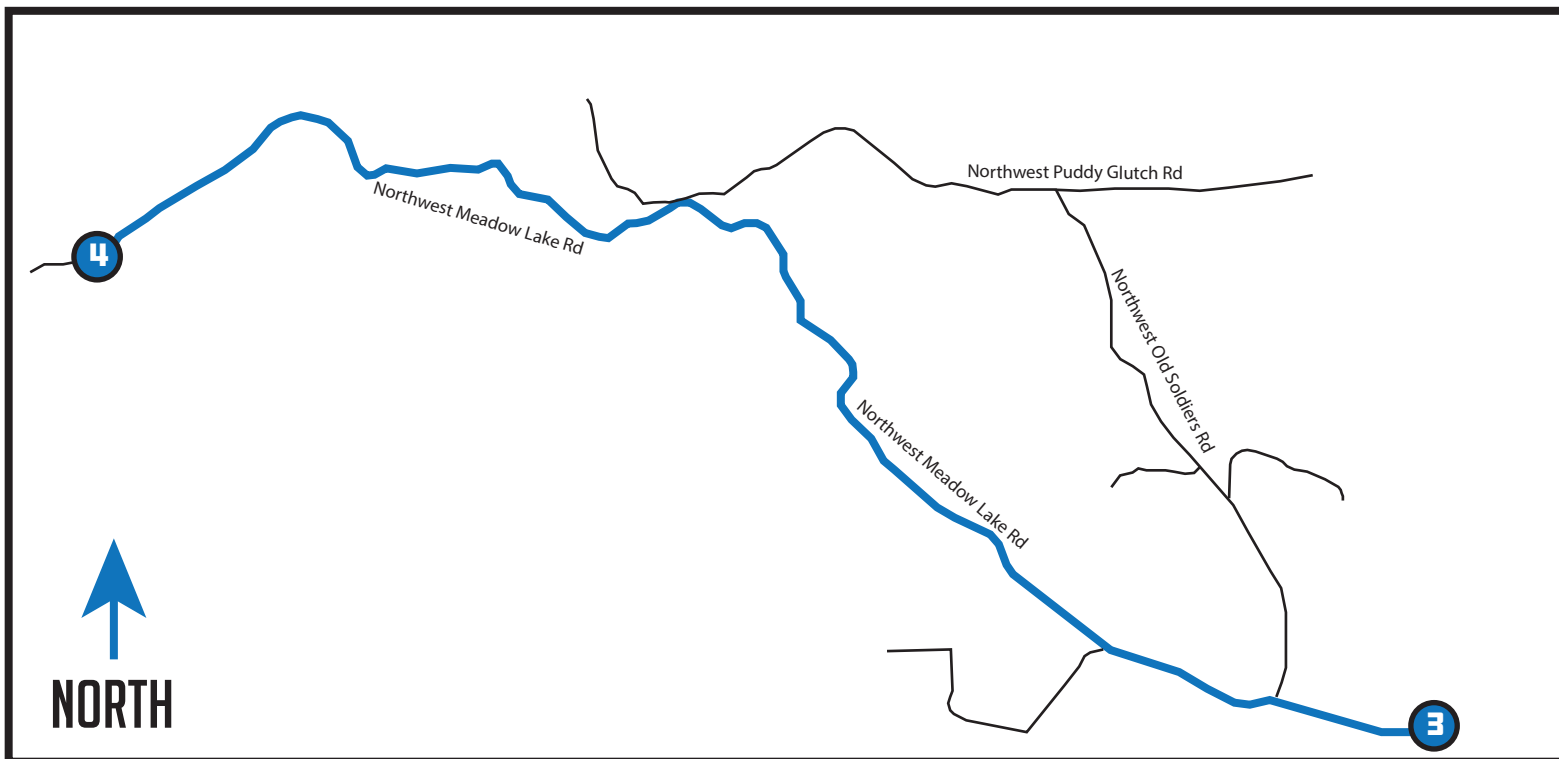 Northwest Puddy Glutch Rd
Northwest Meadow Lake Rd
4
Northwest Old Soldiers Rd
Northwest Meadow Lake Rd
NORTH
3